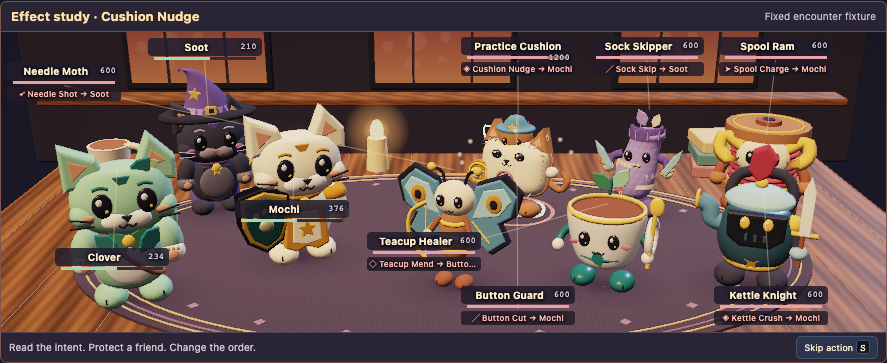 Effect study · Cushion Nudge
Fixed encounter fixture
Soot 210
Practice Cushion 1200
◈ Cushion Nudge → Mochi
Sock Skipper 600
⟋ Sock Skip → Soot
Spool Ram 600
➤ Spool Charge → Mochi
Needle Moth 600
➶ Needle Shot → Soot
Mochi 376
Teacup Healer 600
◇ Teacup Mend → Butto...
Clover 234
Button Guard 600
⟋ Button Cut → Mochi
Kettle Knight 600
◈ Kettle Crush → Mochi
Read the intent. Protect a friend. Change the order.
Skip action S